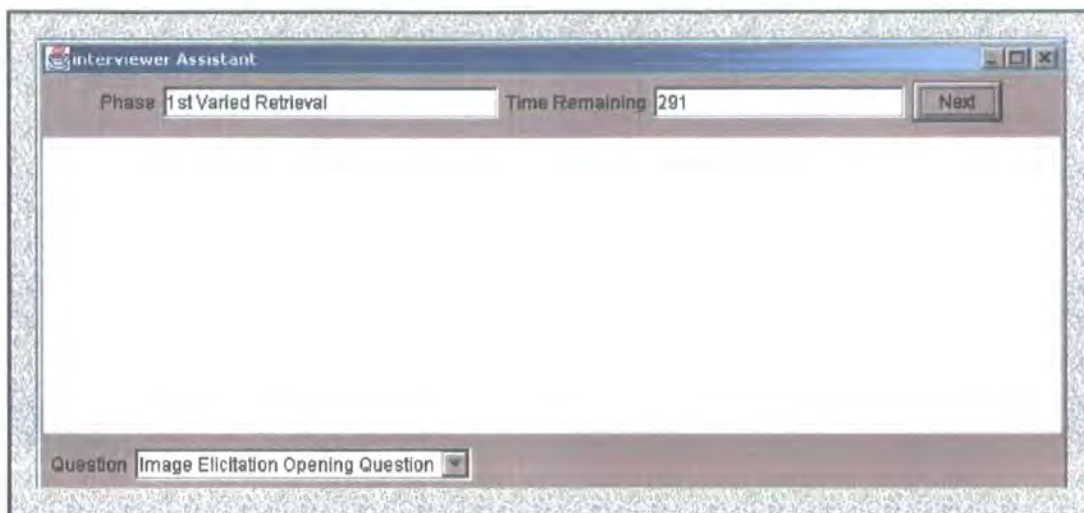 interviewer Assistant
Phase 1st Varied Retrieval Time Remaining 291 Next
Question Image Elicitation Opening Question